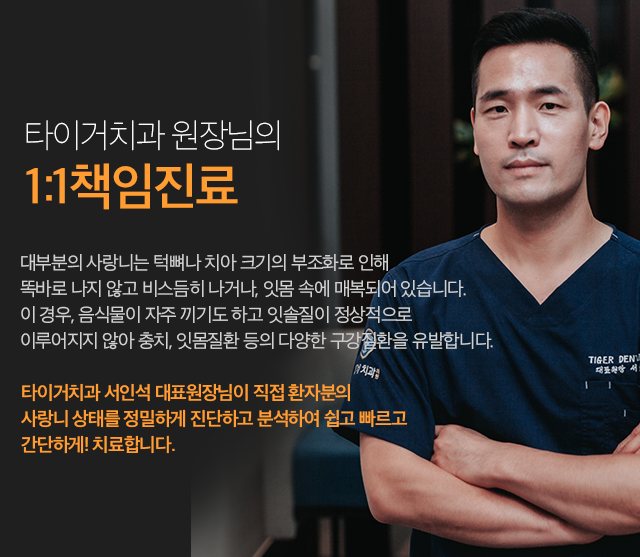 타이거치과 원장님의
1:1책임진료
대부분의 사랑니는 턱뼈나 치아 크기의 부조화로 인해
똑바로 나지 않고 비스듬히 나거나, 잇몸 속에 매복되어 있습니다.
이 경우, 음식물이 자주 끼기도 하고 잇솔질이 정상적으로
이루어지지 않아 충치, 잇몸질환 등의 다양한 구강질환을 유발합니다.
타이거치과 서인석 대표원장님이 직접 환자분의
사랑니 상태를 정밀하게 진단하고 분석하여 쉽고 빠르고
간단하게! 치료합니다.
TIGER DEN
대표원장 서
치과